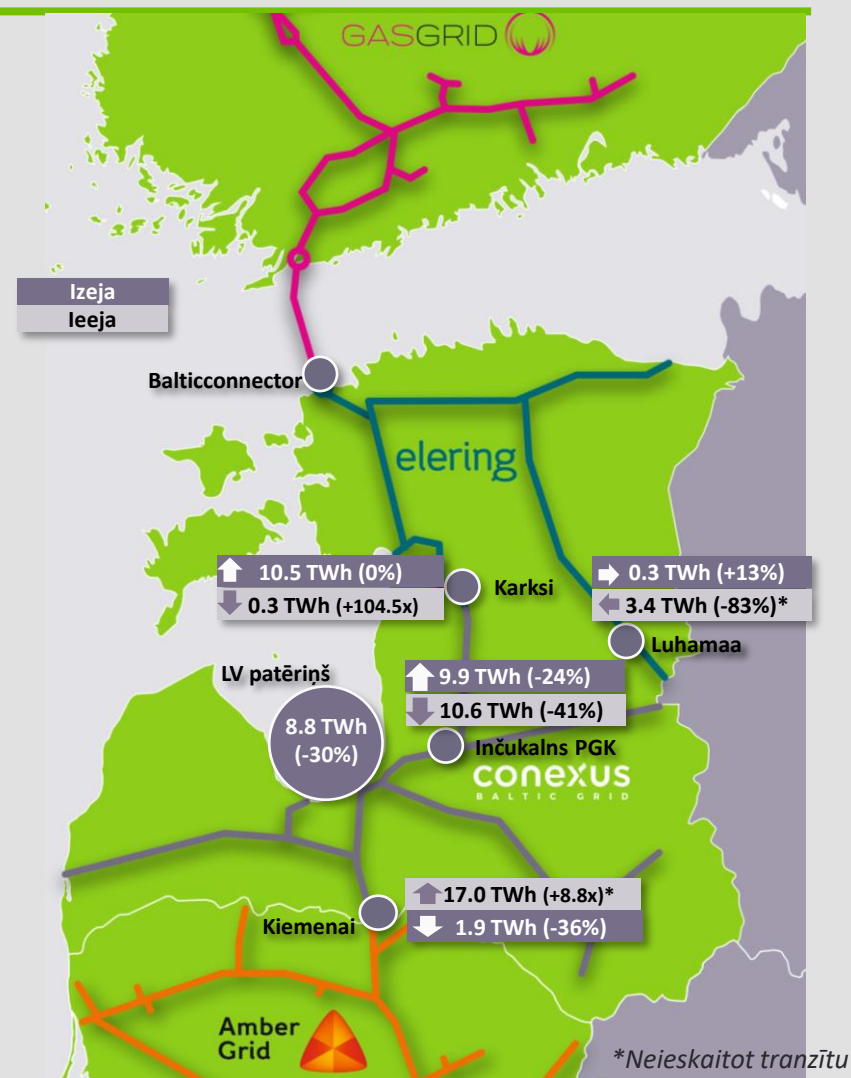 GASGRID
Izeja
Ieeja
Balticconnector
elering
10.5 TWh (0%)
0.3 TWh (+104.5x)
Karksi
0.3 TWh (+13%)
3.4 TWh (-83%)*
Luhamaa
LV patēriņš
8.8 TWh
(-30%)
9.9 TWh (-24%)
10.6 TWh (-41%)
Inčukalns PGK
conexus
BALTIC GRID
17.0 TWh (+8.8x)*
1.9 TWh (-36%)
Kiemenai
Amber
Grid
*Neieskaitot tranzītu